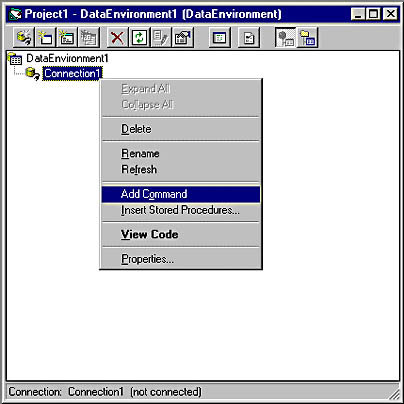 Project1 - DataEnvironment1 (DataEnvironment)
DataEnvironment1
Connection1
Expand All
Collapse All
Delete
Rename
Refresh
Add Command
Insert Stored Procedures...
View Code
Properties...
Connection: Connection1 (not connected)